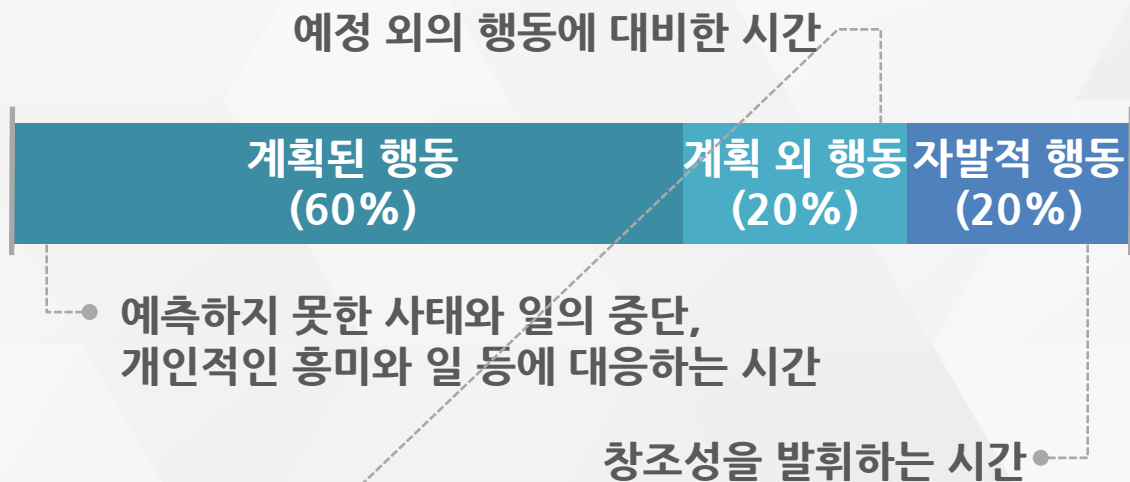 예정 외의 행동에 대비한 시간
계획된 행동
(60%)
계획 외 행동
(20%)
자발적 행동
(20%)
예측하지 못한 사태와 일의 중단,
개인적인 흥미와 일 등에 대응하는 시간
창조성을 발휘하는 시간